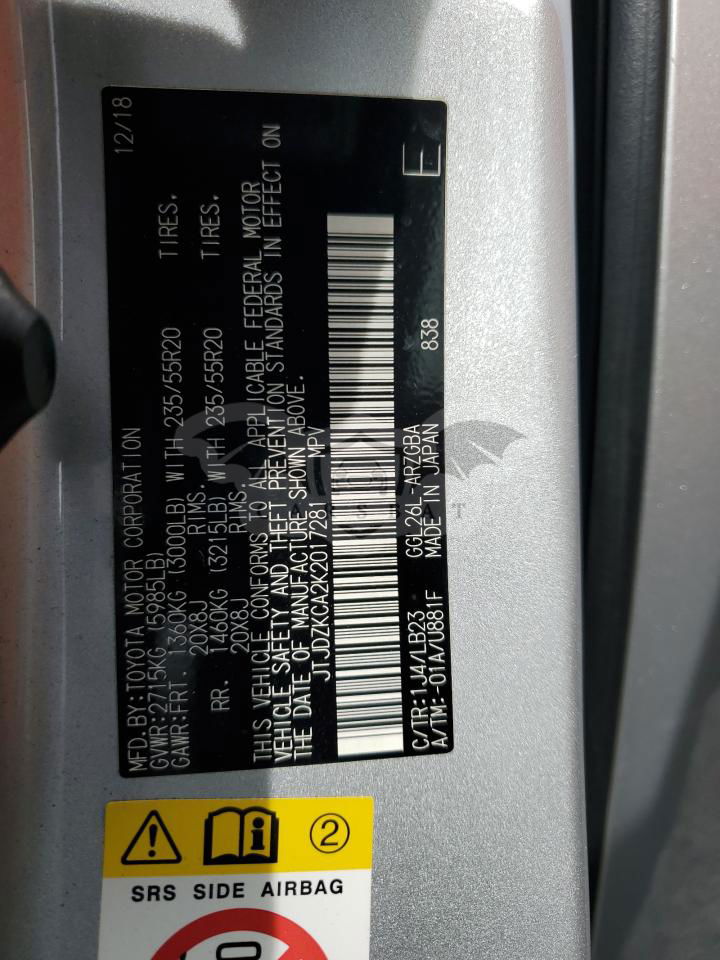 MFD.BY:TOYOTA MOTOR CORPORATION 12/18
GVWR:2715KG (5985LB)
GAWR:FRT. 1360KG (3000LB) WITH 235/55R20 TIRES.
20X8J RIMS.
RR. 1460KG (3215LB) WITH 235/55R20 TIRES.
20X8J RIMS.
THIS VEHICLE CONFORMS TO ALL APPLICABLE FEDERAL MOTOR
VEHICLE SAFETY AND THEFT PREVENTION STANDARDS IN EFFECT ON
THE DATE OF MANUFACTURE SHOWN ABOVE.
JTJDZKCA2K2017281 MPV
C/TR:1J4/LB23 GGL26L-ARZGBA 838
A/TM:-01A/U881F MADE IN JAPAN
E
2
SRS SIDE AIRBAG